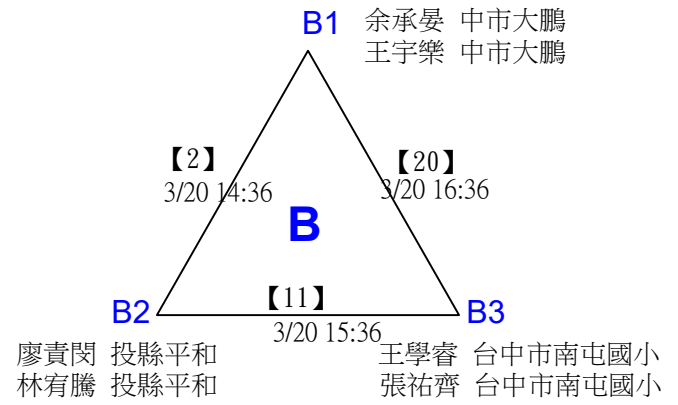 B1 余承晏 中市大鵬
王宇樂 中市大鵬
【2】
3/20 14:36
【20】
3/20 16:36
B
【11】
3/20 15:36
B2
B3
廖責閔 投縣平和
林宥騰 投縣平和
王學睿 台中市南屯國小
張祐齊 台中市南屯國小